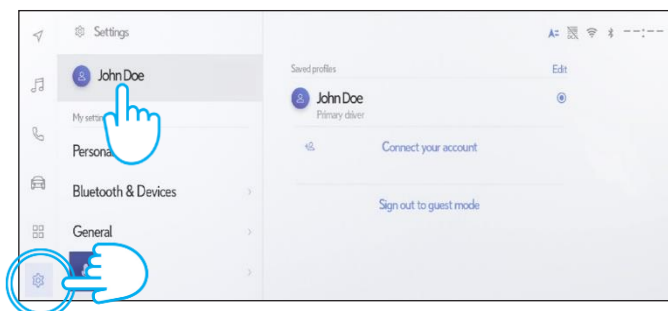 Settings
John Doe
My settin
Persona
Bluetooth & Devices
General
Saved profiles
Edit
John Doe
Primary driver
Connect your account
Sign out to guest mode
--:--